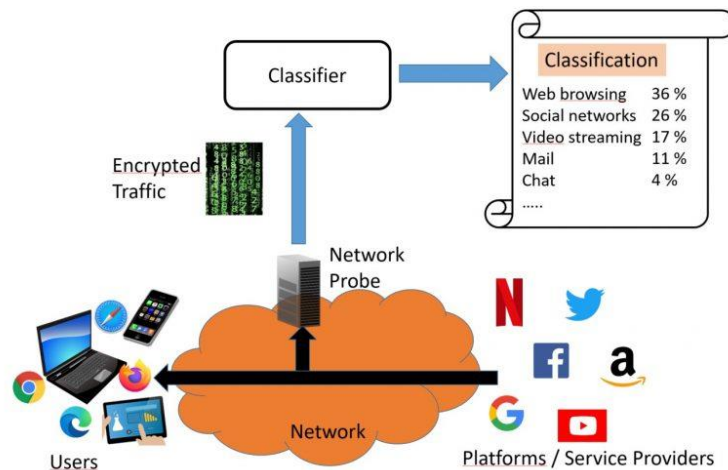 Classifier
Classification
Web browsing 36 %
Social networks 26 %
Video streaming 17 %
Mail 11 %
Chat 4 %
.....
Encrypted
Traffic
Network
Probe
Network
Users
Platforms / Service Providers